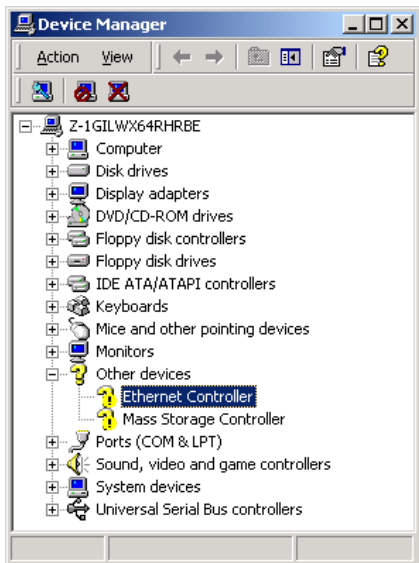 Device Manager
Action View
Z-1GILWX64RHRBE
Computer
Disk drives
Display adapters
DVD/CD-ROM drives
Floppy disk controllers
Floppy disk drives
IDE ATA/ATAPI controllers
Keyboards
Mice and other pointing devices
Monitors
Other devices
Ethernet Controller
Mass Storage Controller
Ports (COM & LPT)
Sound, video and game controllers
System devices
Universal Serial Bus controllers